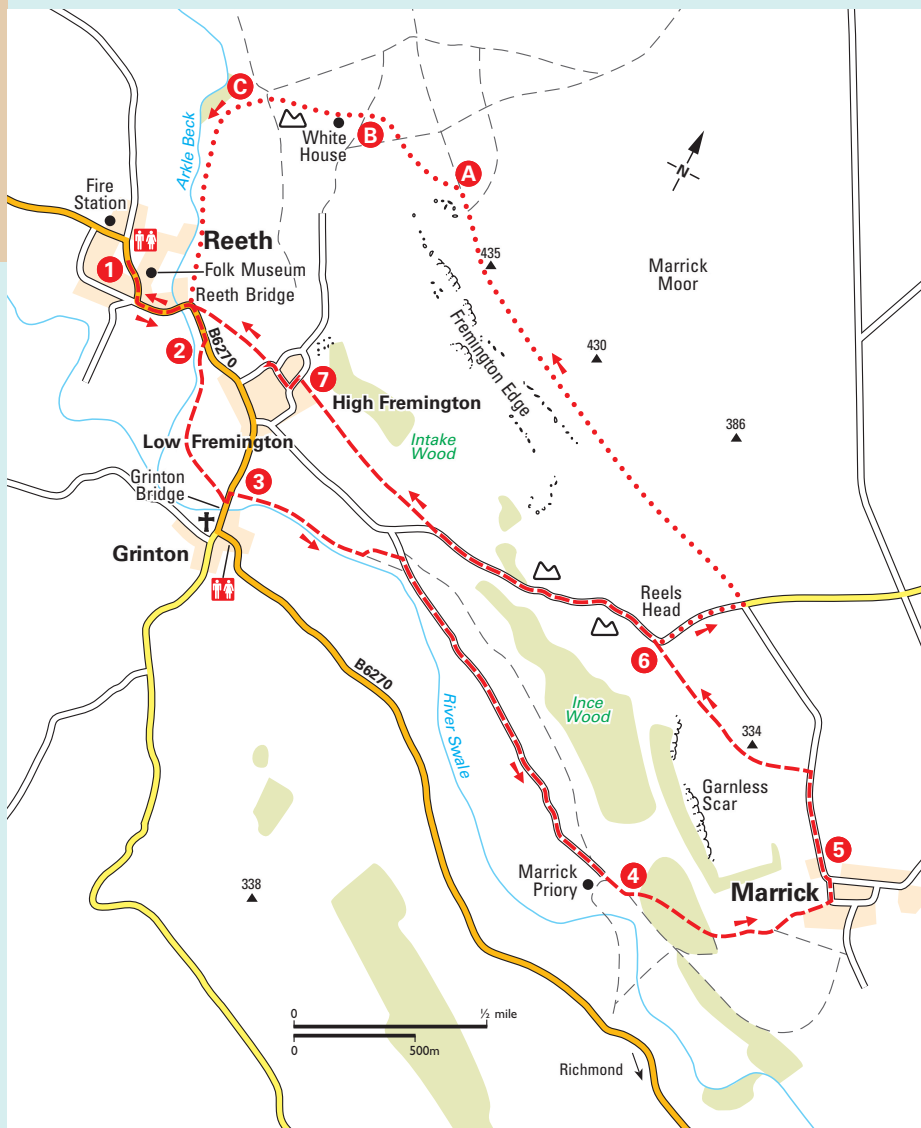 C
White
House
B
A
Arkle Beck
N
Fire
Station
Reeth
1
Folk Museum
Reeth Bridge
435
Marrick
Moor
B6270
2
Fremington Edge
430
7
High Fremington
386
Low Fremington
Intake
Wood
Grinton
Bridge
3
Grinton
Reels
Head
6
B6270
River Swale
Ince
Wood
334
Garnless
Scar
5
Marrick
Priory
4
Marrick
338
0
½ mile
0
500m
Richmond